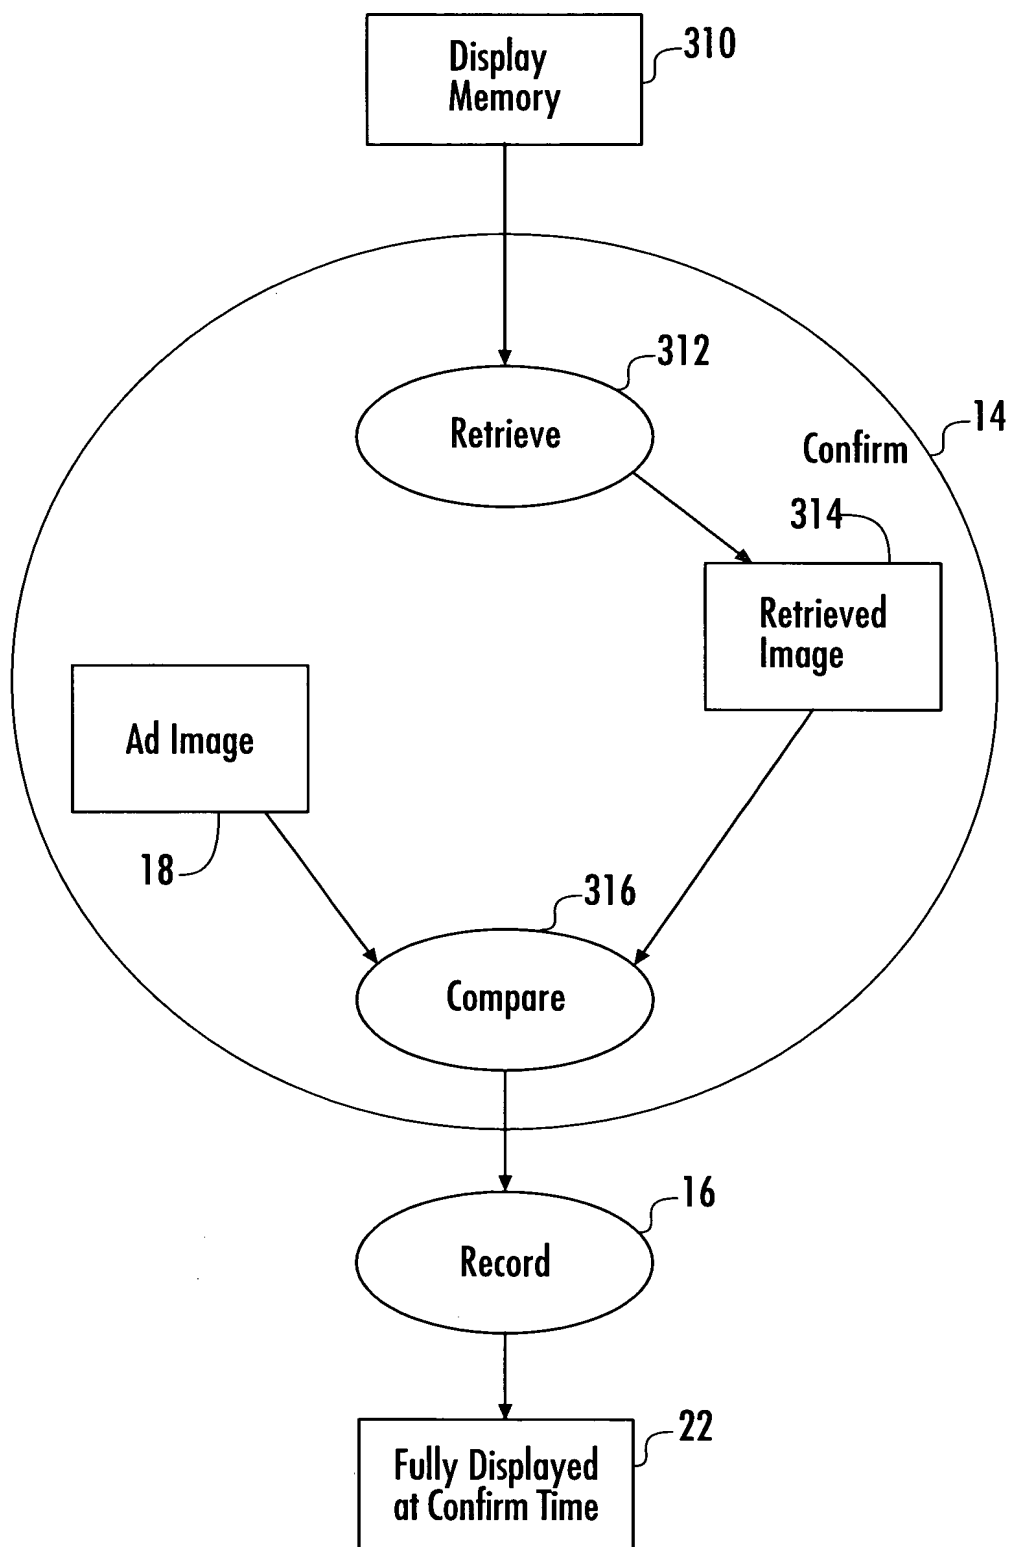 Display
Memory
310
312
Retrieve
Confirm
14
314
Retrieved
Image
Ad Image
18
316
Compare
16
Record
22
Fully Displayed
at Confirm Time